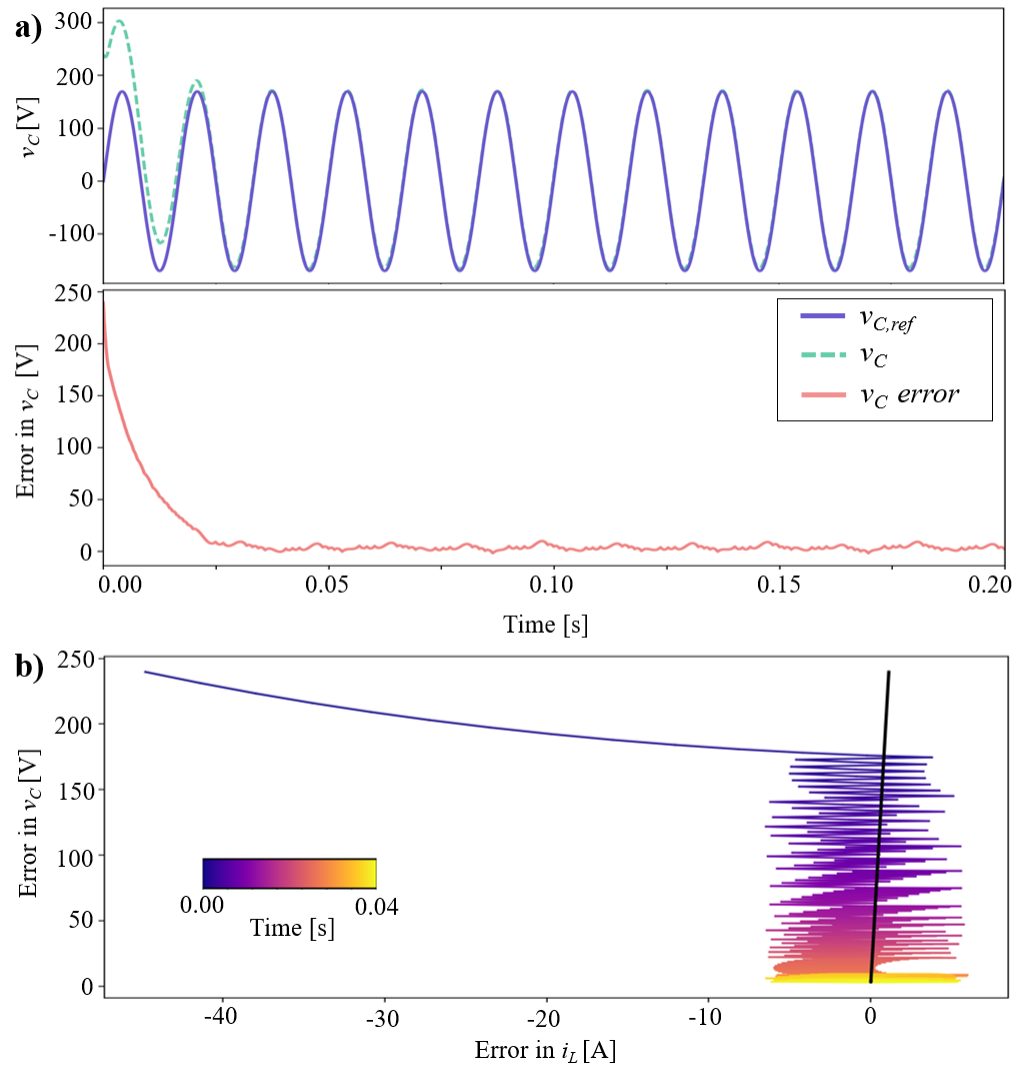 a)
300
200
100
0
-100
v_C [V]
250
200
150
100
50
0
Error in v_C [V]
v_{C,ref}
v_C
v_C error
0.00 0.05 0.10 0.15 0.20
Time [s]
b)
250
200
150
100
50
0
Error in v_C [V]
0.00 0.04
Time [s]
-40 -30 -20 -10 0
Error in i_L [A]